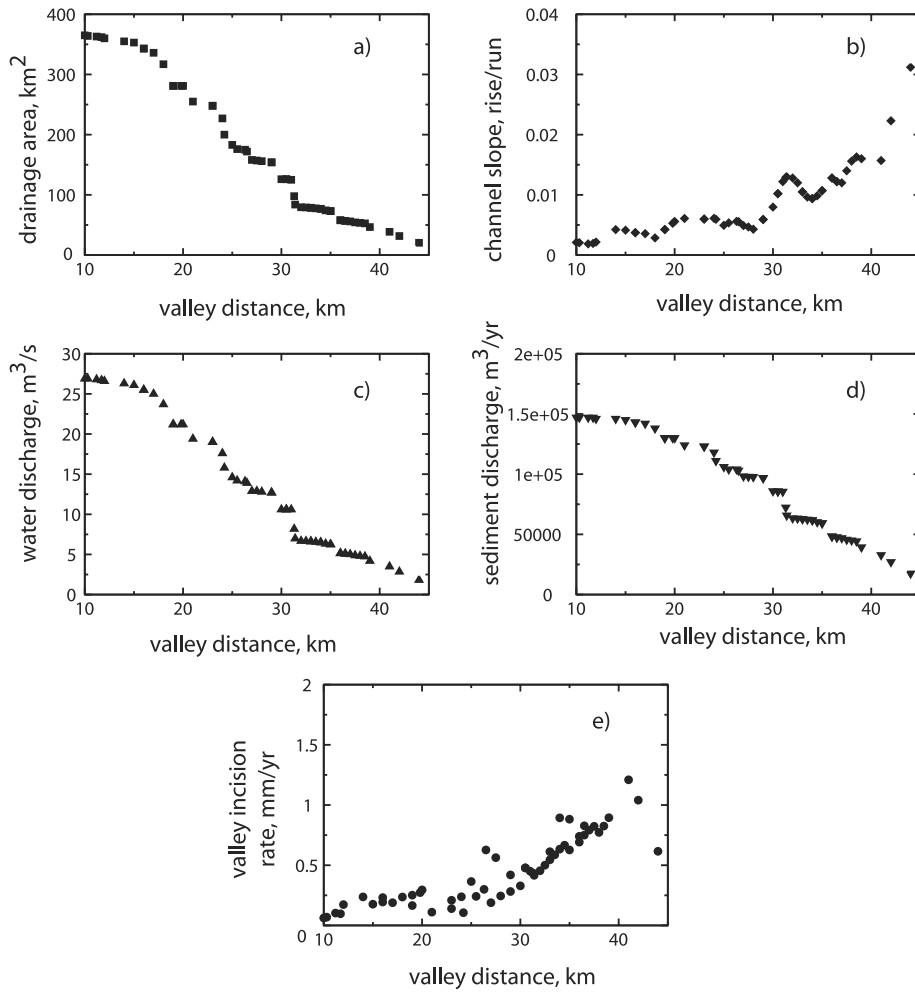 a)
400
300
200
100
0
drainage area, km²
10 20 30 40
valley distance, km
b)
0.04
0.03
0.02
0.01
0
channel slope, rise/run
10 20 30 40
valley distance, km
c)
30
25
20
15
10
5
0
water discharge, m³/s
10 20 30 40
valley distance, km
d)
2e+05
1.5e+05
1e+05
50000
0
sediment discharge, m³/yr
10 20 30 40
valley distance, km
e)
2
1.5
1
0.5
0
valley incision
rate, mm/yr
10 20 30 40
valley distance, km